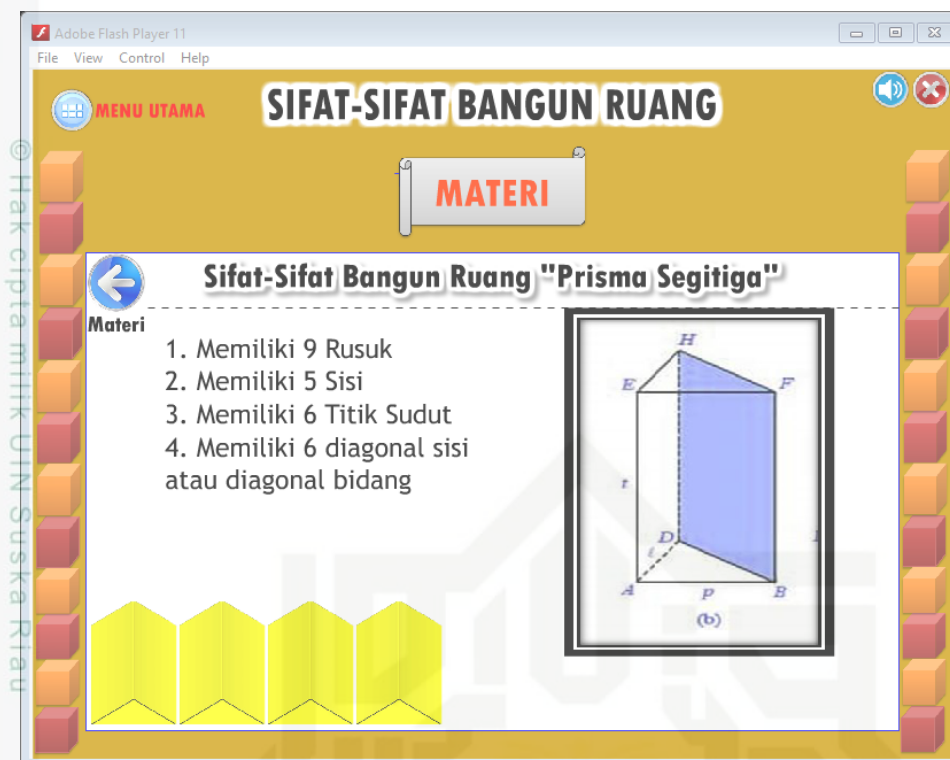 Adobe Flash Player 11
File View Control Help
MENU UTAMA
SIFAT-SIFAT BANGUN RUANG
MATERI
Materi
Sifat-Sifat Bangun Ruang "Prisma Segitiga"
1. Memiliki 9 Rusuk
2. Memiliki 5 Sisi
3. Memiliki 6 Titik Sudut
4. Memiliki 6 diagonal sisi
atau diagonal bidang
H
E
F
t
D
A
p
B
(b)
© Hak cipta milik UIN Suska Riau